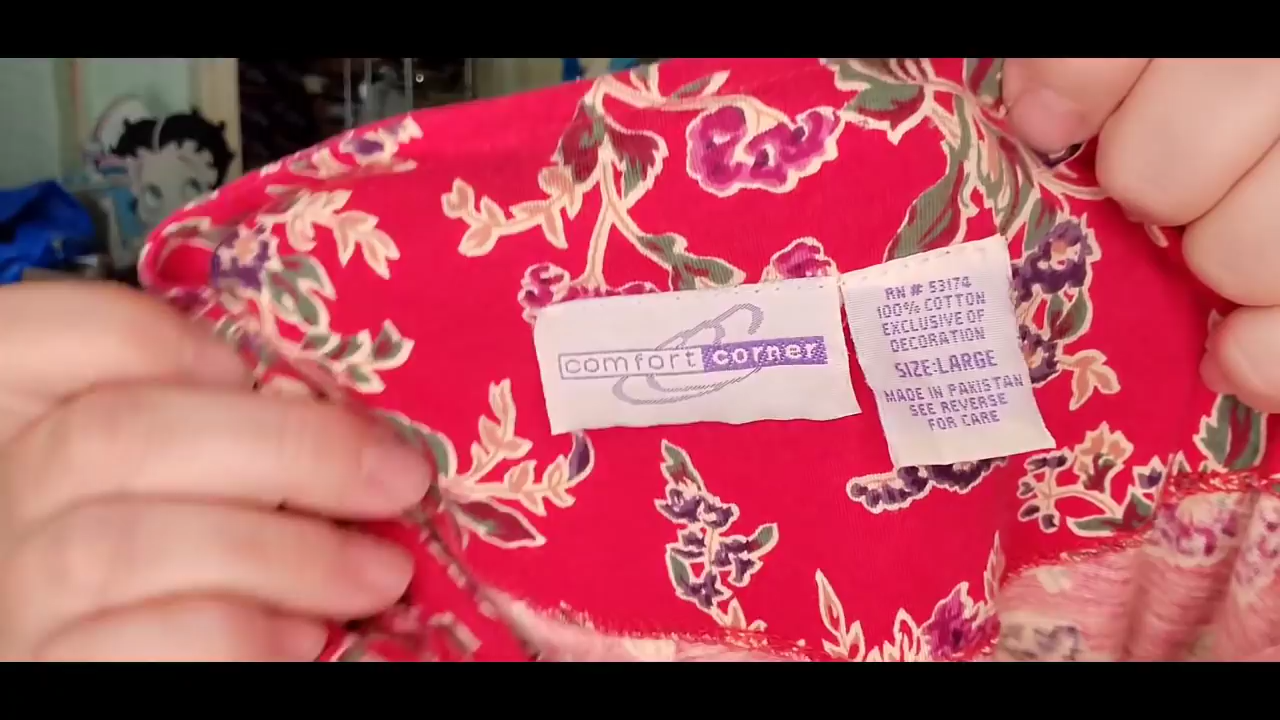 comfort corner
RN # 53174
100% COTTON
EXCLUSIVE OF
DECORATION
SIZE:LARGE
MADE IN PAKISTAN
SEE REVERSE
FOR CARE